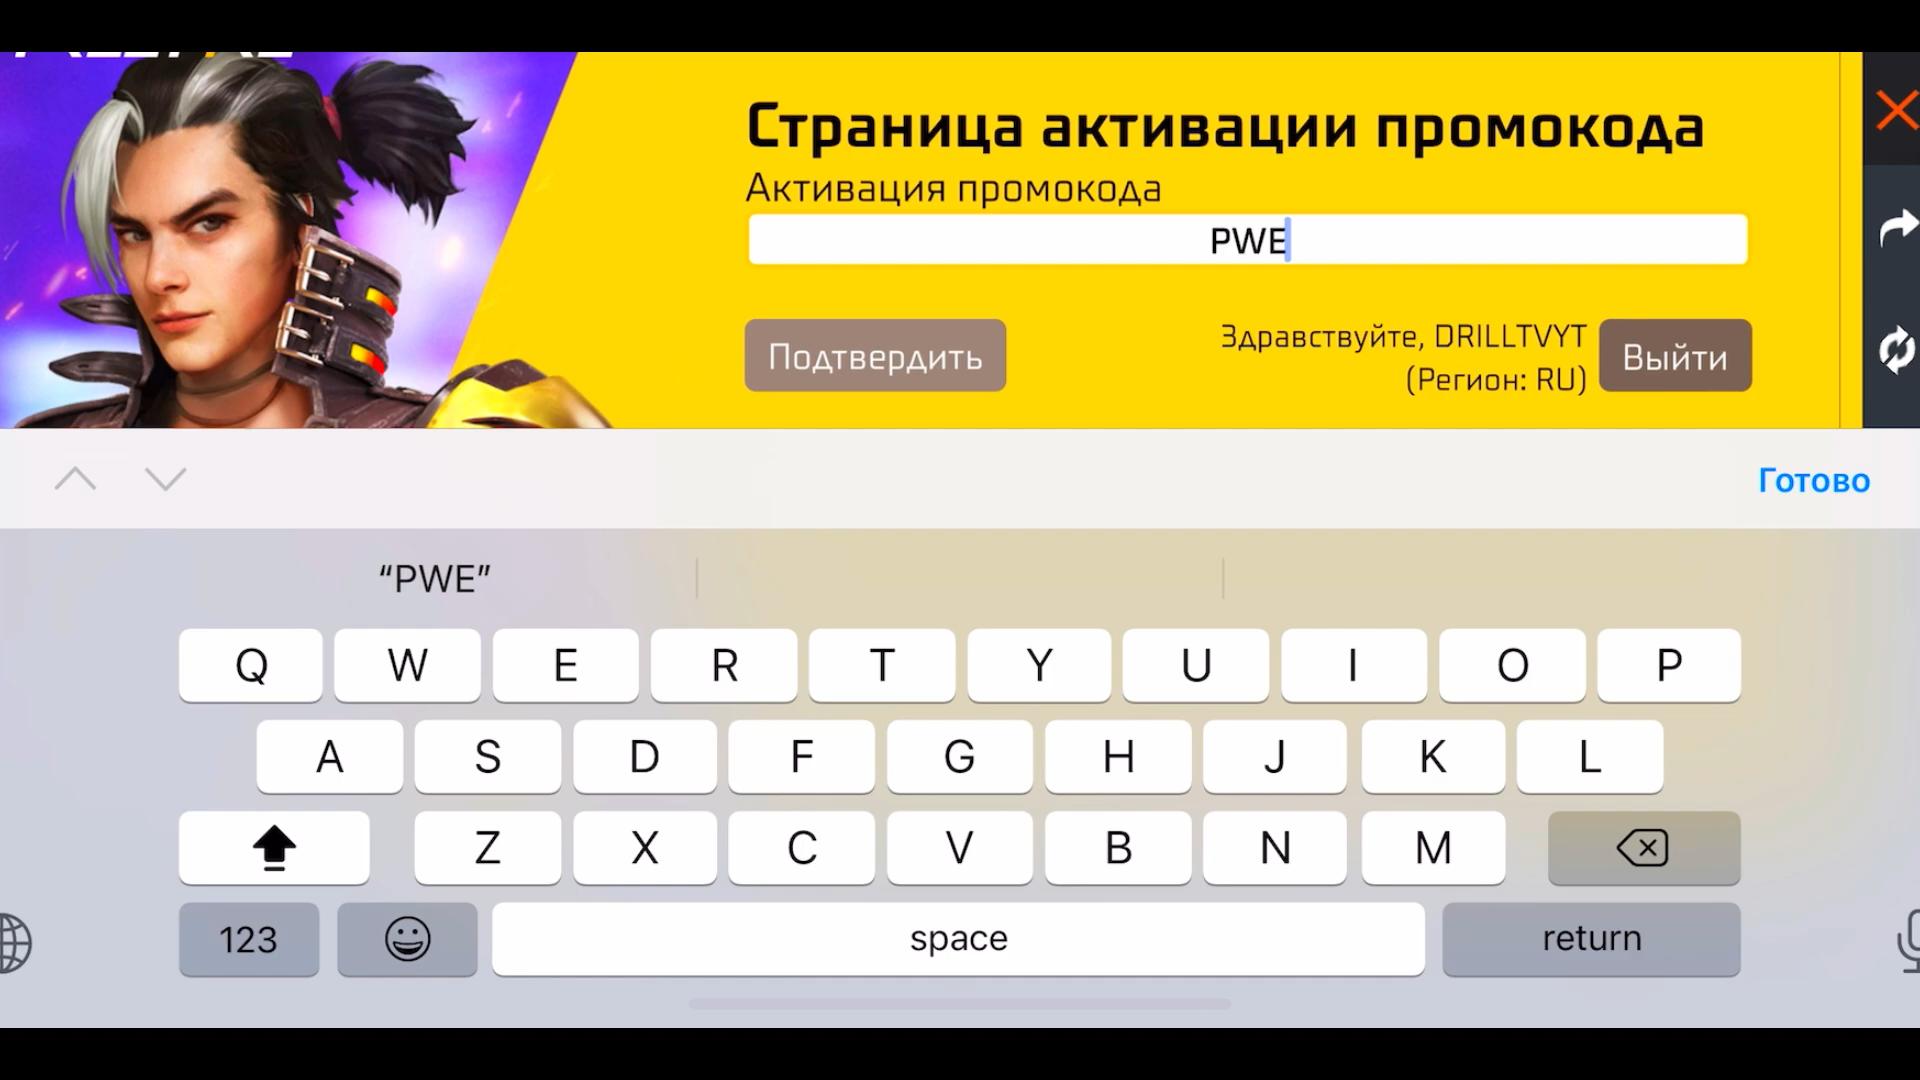 Страница активации промокода
Активация промокода
PWE
Подтвердить
Здравствуйте, DRILLTVYT
(Регион: RU)
Выйти
Готово
“PWE”
Q W E R T Y U I O P
A S D F G H J K L
Z X C V B N M
123
space
return